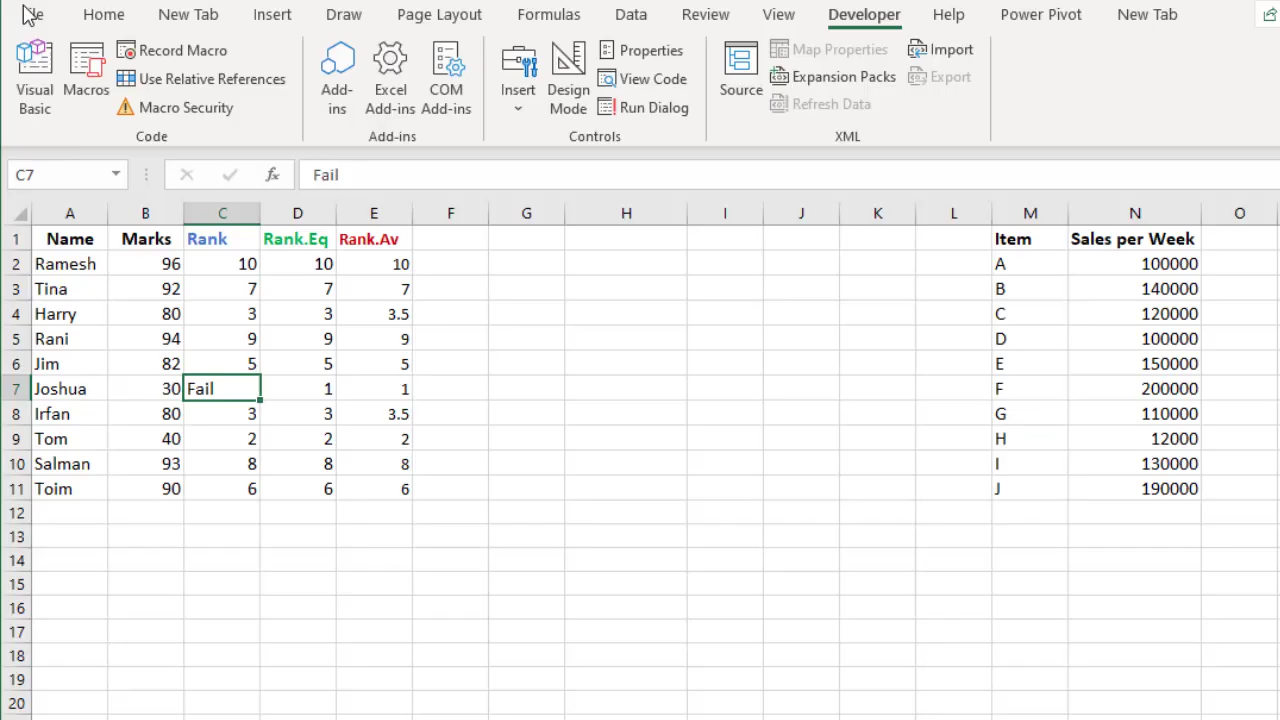 Home New Tab Insert Draw Page Layout Formulas Data Review View Developer Help Power Pivot New Tab
Visual Basic
Macros
Record Macro
Use Relative References
Macro Security
Code
Add-ins
Excel Add-ins
COM Add-ins
Add-ins
Insert
Design Mode
Properties
View Code
Run Dialog
Controls
Source
Map Properties
Expansion Packs
Refresh Data
Import
Export
XML
C7 fx Fail
A B C D E F G H I J K L M N O
1 Name Marks Rank Rank.Eq Rank.Av Item Sales per Week
2 Ramesh 96 10 10 10 A 100000
3 Tina 92 7 7 7 B 140000
4 Harry 80 3 3 3.5 C 120000
5 Rani 94 9 9 9 D 100000
6 Jim 82 5 5 5 E 150000
7 Joshua 30 Fail 1 1 F 200000
8 Irfan 80 3 3 3.5 G 110000
9 Tom 40 2 2 2 H 12000
10 Salman 93 8 8 8 I 130000
11 Toim 90 6 6 6 J 190000
12
13
14
15
16
17
18
19
20